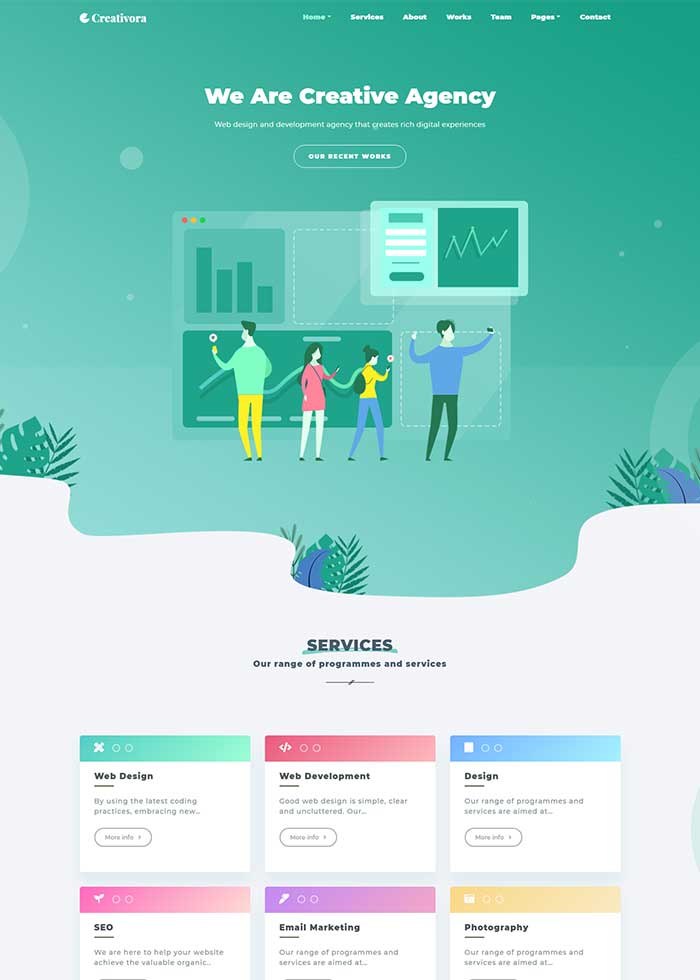 Creativora
Home Services About Works Team Pages Contact
We Are Creative Agency
Web design and development agency that creates rich digital experiences
OUR RECENT WORKS
SERVICES
Our range of programmes and services
Web Design
By using the latest coding
practices, embracing new...
More info
Web Development
Good web design is simple, clear
and uncluttered. Our...
More info
Design
Our range of programmes and
services are aimed at...
More info
SEO
We are here to help your website
achieve the valuable organic...
Email Marketing
Our range of programmes and
services are aimed at...
Photography
Our range of programmes and
services are aimed at...